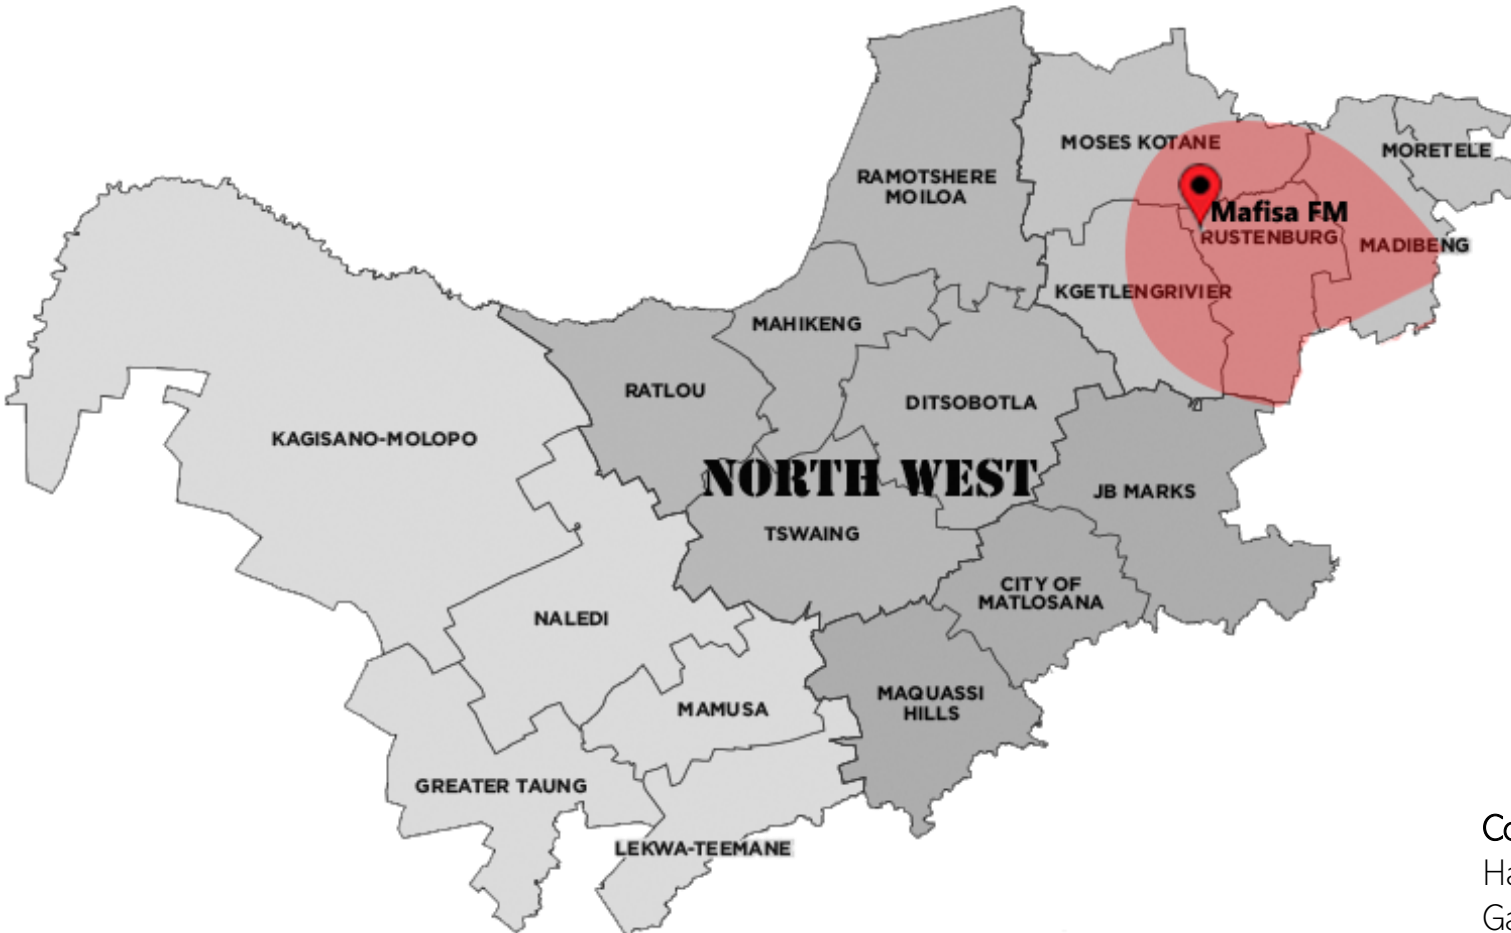 MOSES KOTANE
MORETELE
RAMOTSHERE
MOILOA
Mafisa FM
RUSTENBURG
MADIBENG
KGETLENGRIVIER
MAHIKENG
RATLOU
DITSOBOTLA
KAGISANO-MOLOPO
NORTH WEST
JB MARKS
TSWAING
CITY OF
MATLOSANA
NALEDI
MAQUASSI
HILLS
MAMUSA
GREATER TAUNG
LEKWA-TEEMANE